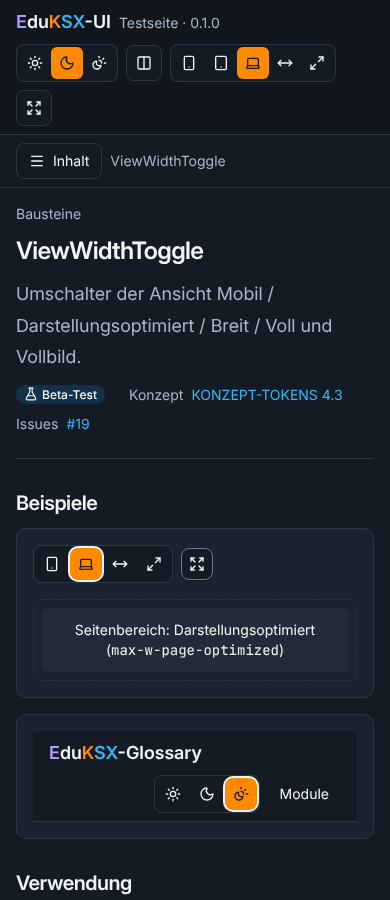 EduKSX-UI Testseite · 0.1.0
Inhalt ViewWidthToggle
Bausteine
ViewWidthToggle
Umschalter der Ansicht Mobil /
Darstellungsoptimiert / Breit / Voll und
Vollbild.
Beta-Test Konzept KONZEPT-TOKENS 4.3
Issues #19
Beispiele
Seitenbereich: Darstellungsoptimiert
(max-w-page-optimized)
EduKSX-Glossary
Module
Verwendung